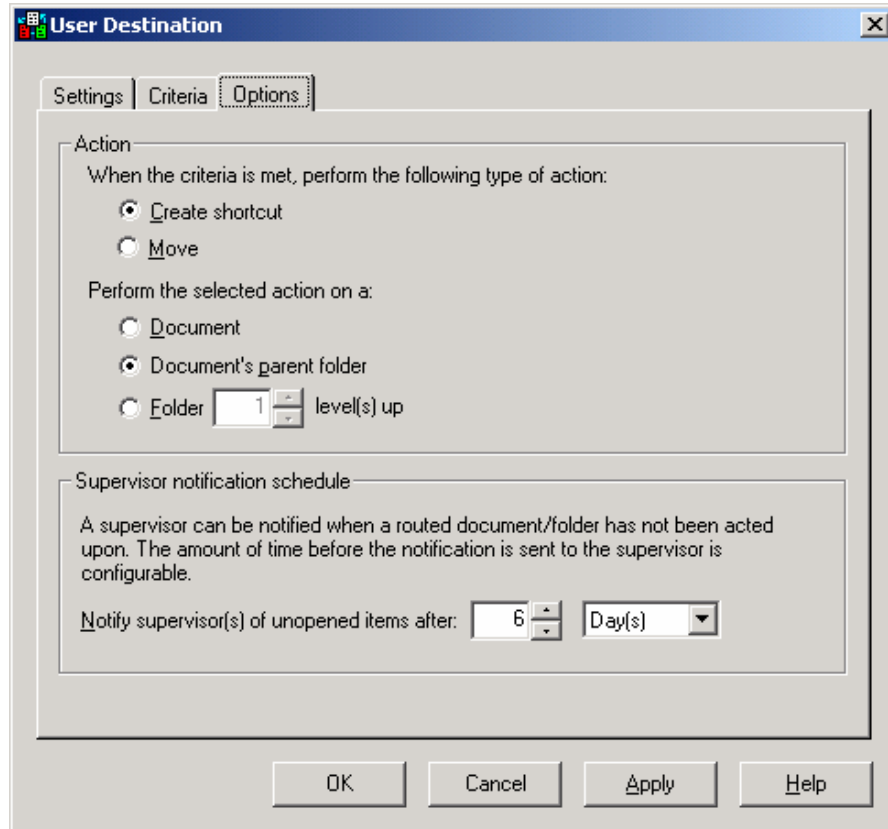 User Destination
Settings Criteria Options
Action
When the criteria is met, perform the following type of action:
Create shortcut
Move
Perform the selected action on a:
Document
Document's parent folder
Folder 1 level(s) up
Supervisor notification schedule
A supervisor can be notified when a routed document/folder has not been acted
upon. The amount of time before the notification is sent to the supervisor is
configurable.
Notify supervisor(s) of unopened items after: 6 Day(s)
OK Cancel Apply Help